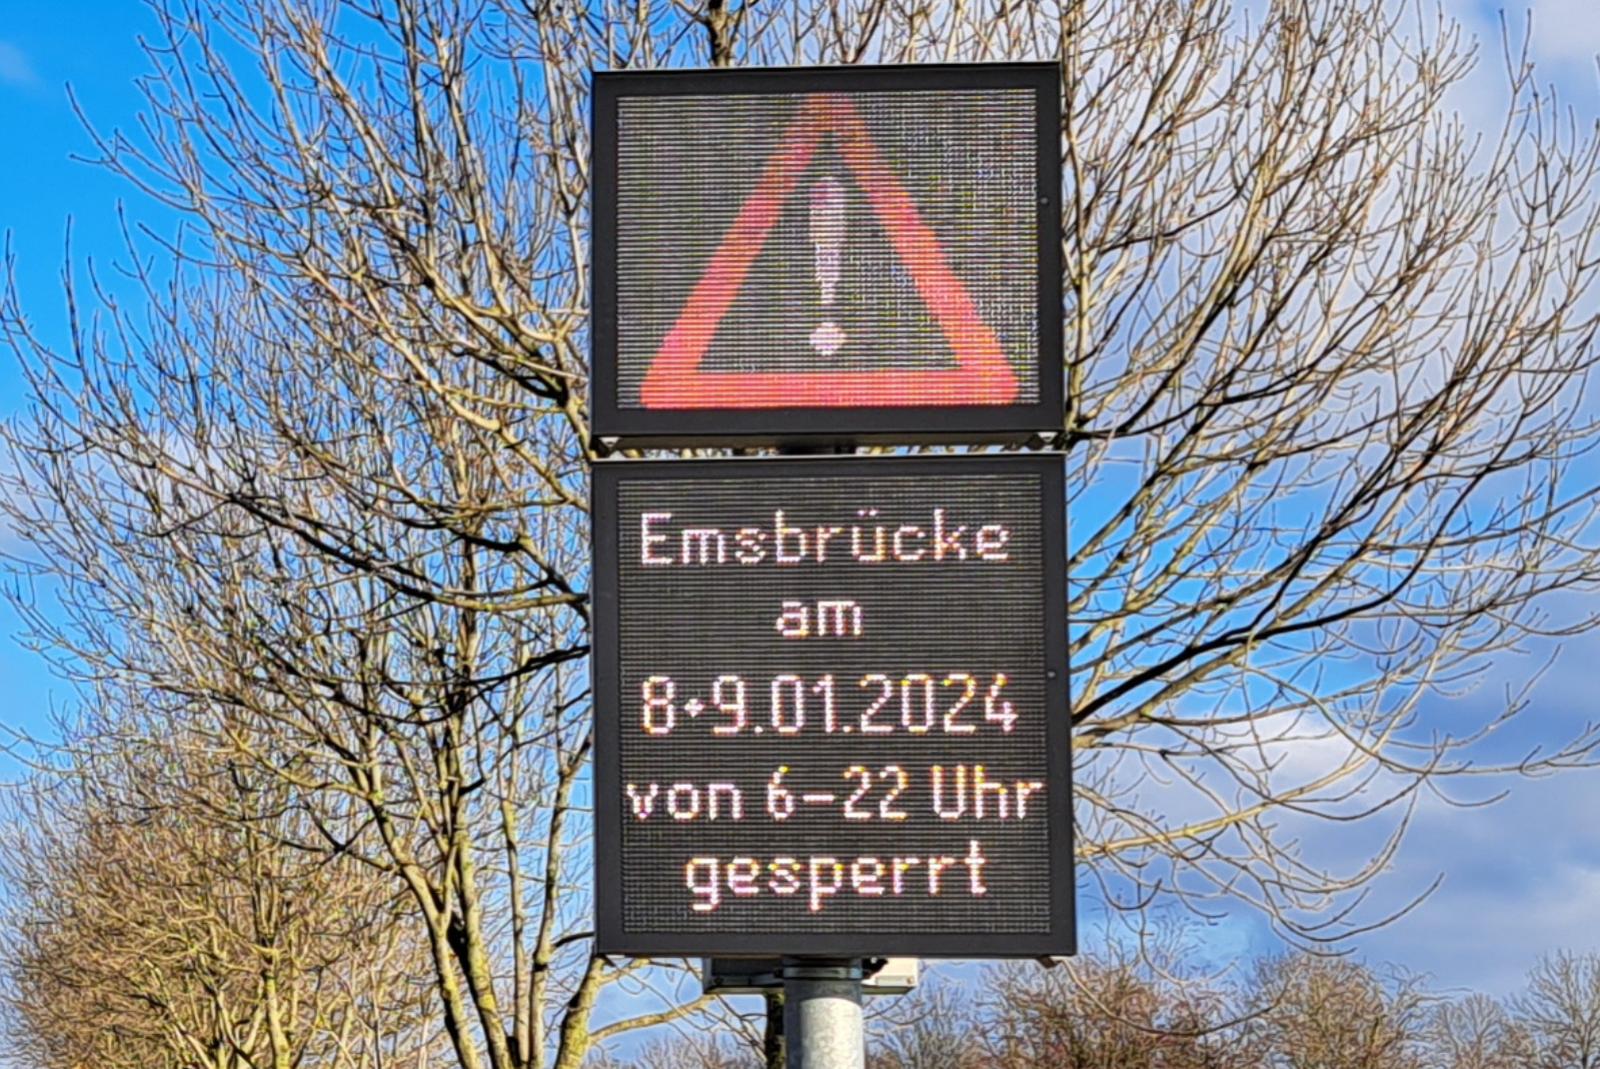 Emsbrücke
am
8+9.01.2024
von 6-22 Uhr
gesperrt